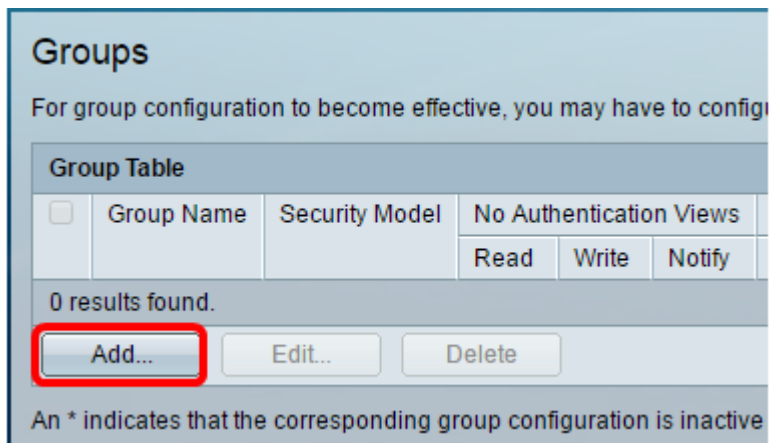 Groups
For group configuration to become effective, you may have to
Group Table
Group Name Security Model No Authentication Views
Read Write Notify
0 results found.
Add... Edit... Delete
An * indicates that the corresponding group configuration is inactive